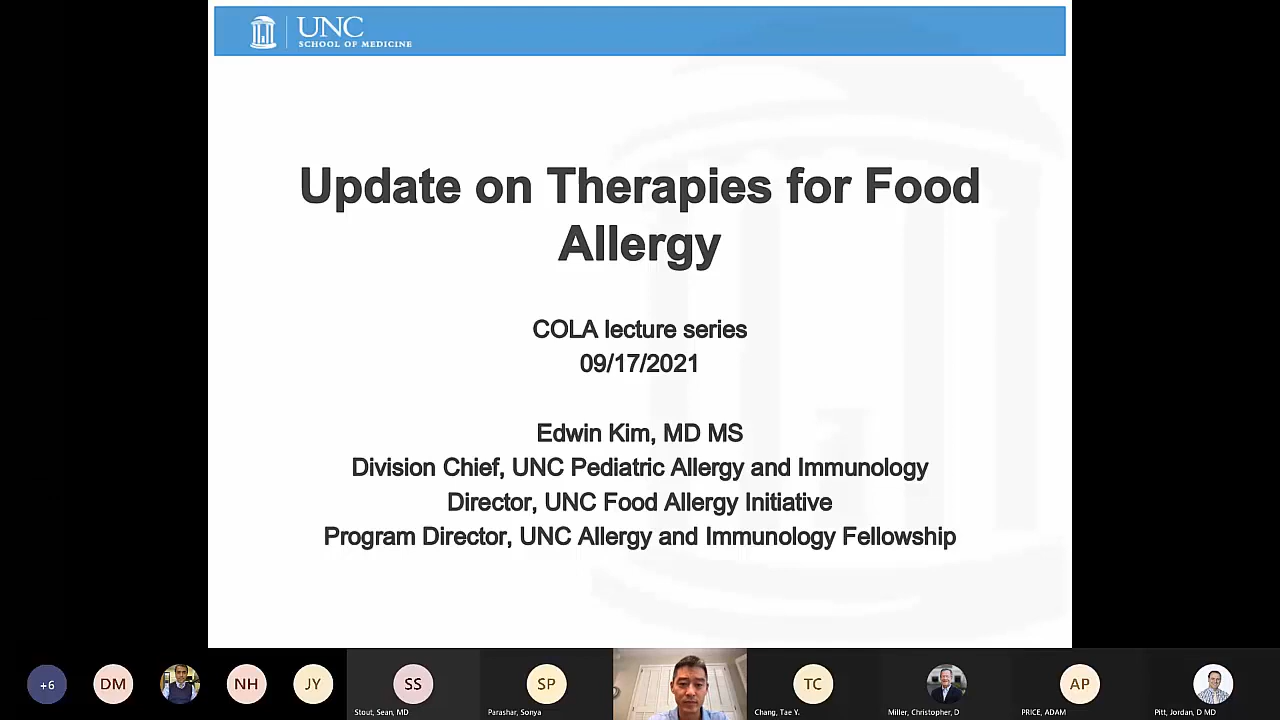 UNC
SCHOOL OF MEDICINE
Update on Therapies for Food
Allergy
COLA lecture series
09/17/2021
Edwin Kim, MD MS
Division Chief, UNC Pediatric Allergy and Immunology
Director, UNC Food Allergy Initiative
Program Director, UNC Allergy and Immunology Fellowship
+6
DM
NH
JY
SS
SP
TC
AP
Stout, Sean, MD
Parashar, Sonya
Chang, Tae Y.
Miller, Christopher, D
PRICE, ADAM
Pitt, Jordan, D MD